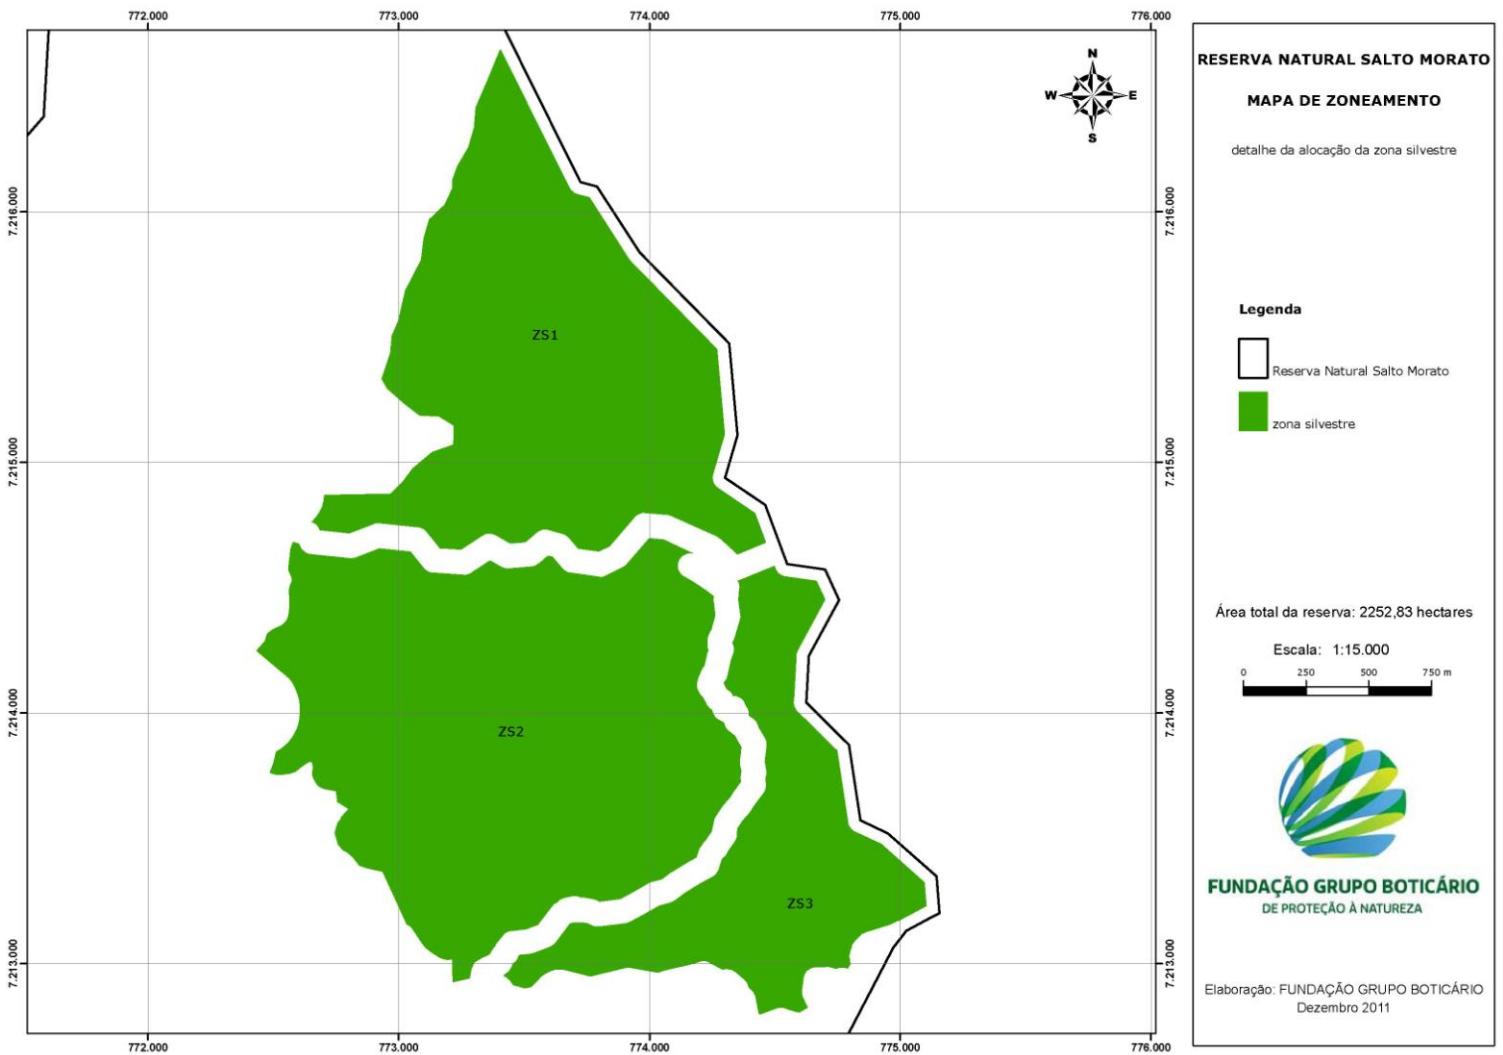 772.000
773.000
774.000
775.000
776.000
N
W E
S
7.216.000
7.216.000
ZS1
7.215.000
7.215.000
7.214.000
7.214.000
ZS2
ZS3
7.213.000
7.213.000
772.000
773.000
774.000
775.000
776.000
RESERVA NATURAL SALTO MORATO
MAPA DE ZONEAMENTO
detalhe da alocação da zona silvestre
Legenda
Reserva Natural Salto Morato
zona silvestre
Área total da reserva: 2252,83 hectares
Escala: 1:15.000
0 250 500 750 m
FUNDAÇÃO GRUPO BOTICÁRIO
DE PROTEÇÃO À NATUREZA
Elaboração: FUNDAÇÃO GRUPO BOTICÁRIO
Dezembro 2011